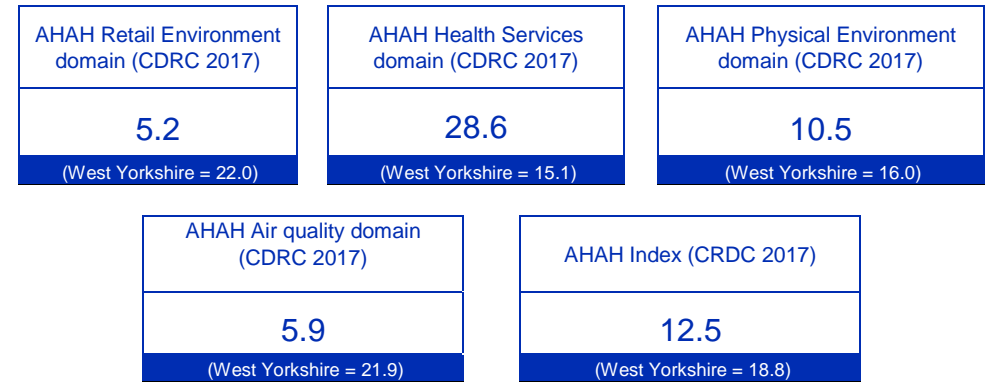 AHAH Retail Environment
domain (CDRC 2017)
5.2
(West Yorkshire = 22.0)
AHAH Health Services
domain (CDRC 2017)
28.6
(West Yorkshire = 15.1)
AHAH Physical Environment
domain (CDRC 2017)
10.5
(West Yorkshire = 16.0)
AHAH Air quality domain
(CDRC 2017)
5.9
(West Yorkshire = 21.9)
AHAH Index (CRDC 2017)
12.5
(West Yorkshire = 18.8)